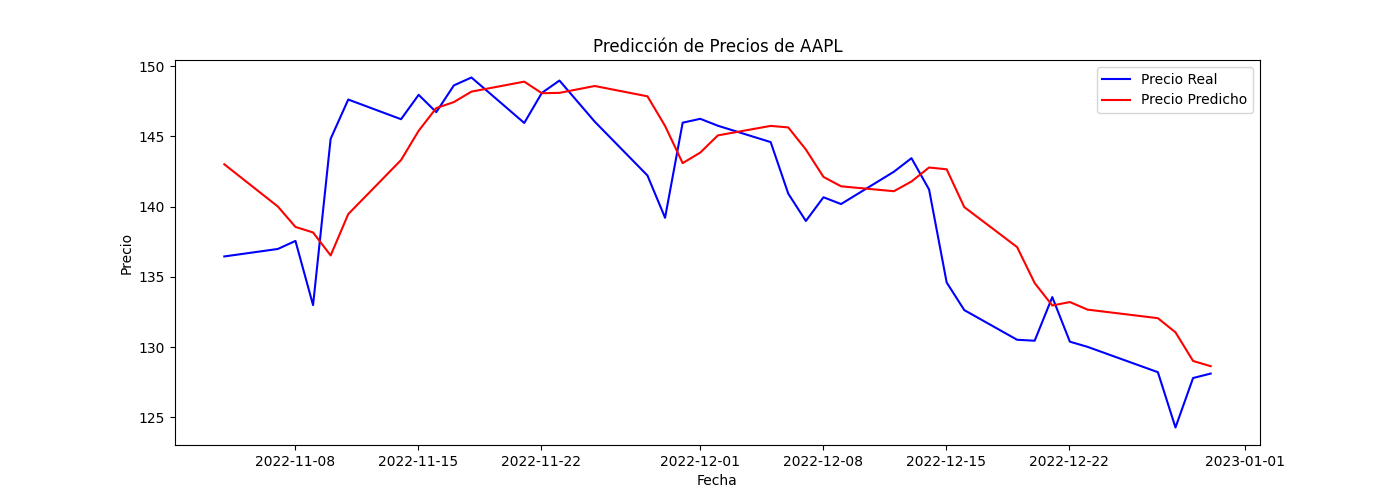 Predicción de Precios de AAPL
Precio Real
Precio Predicho
Precio
150
145
140
135
130
125
2022-11-08
2022-11-15
2022-11-22
2022-12-01
2022-12-08
2022-12-15
2022-12-22
2023-01-01
Fecha